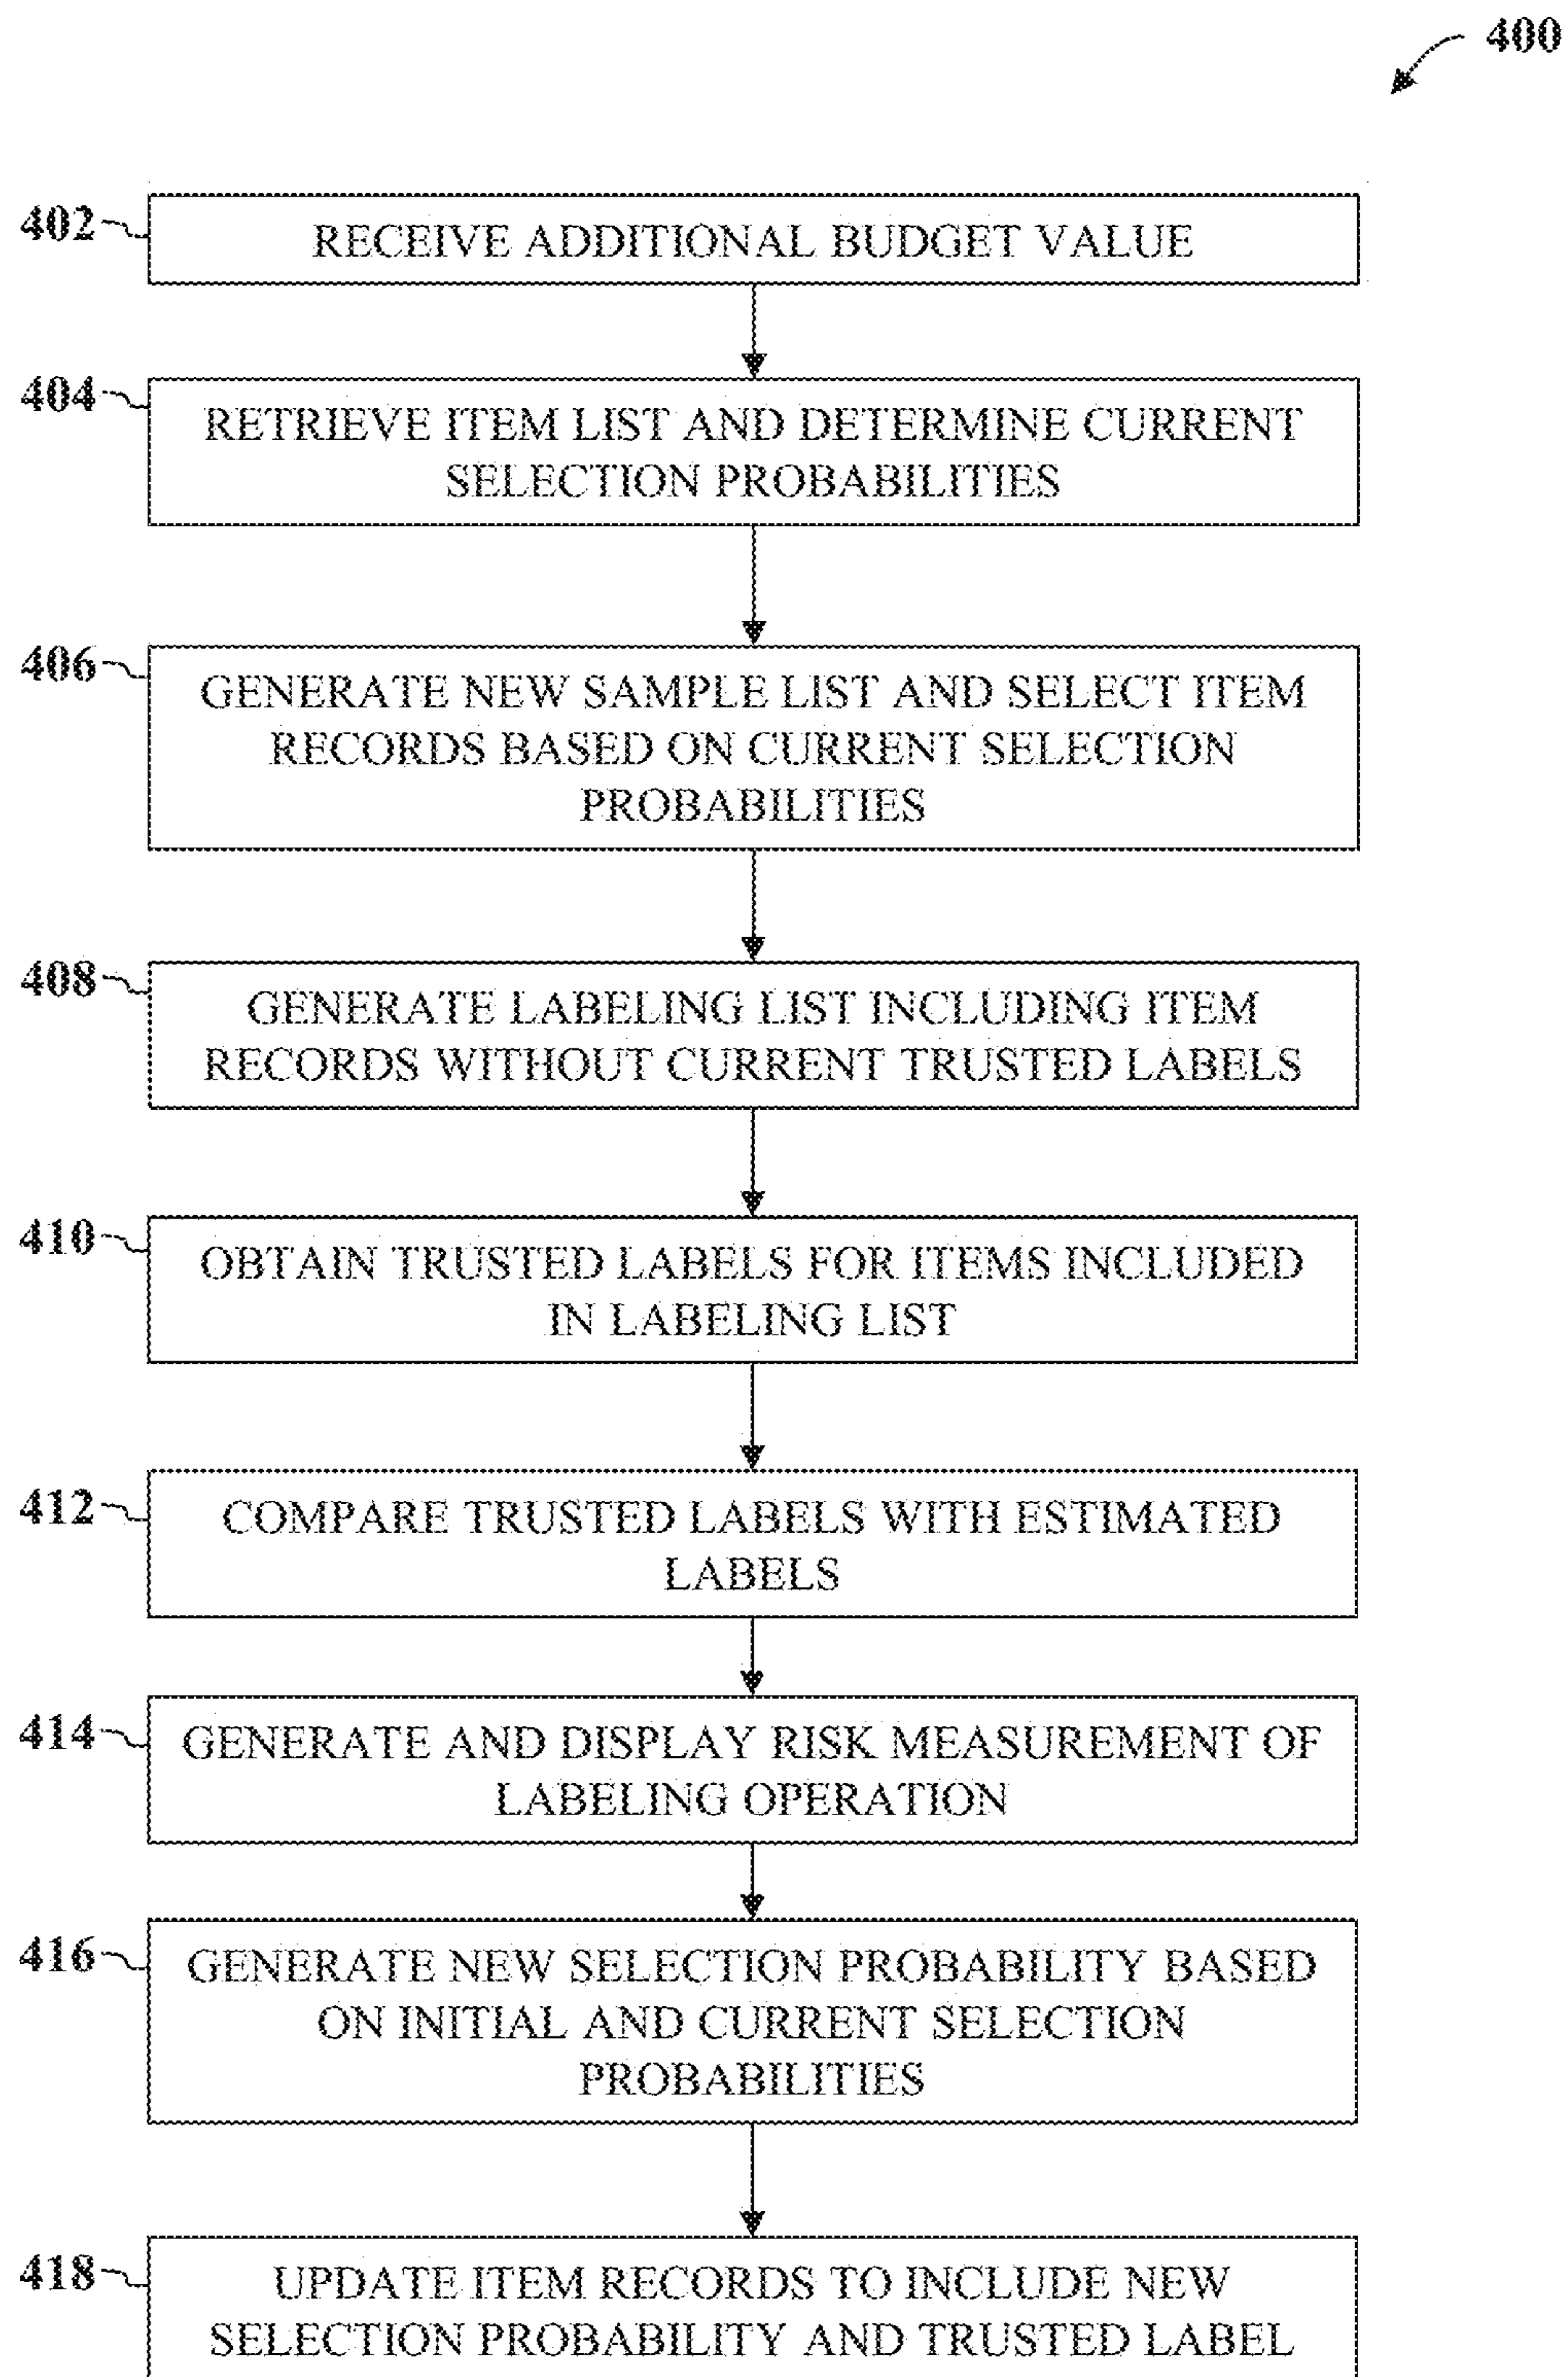 400
402
RECEIVE ADDITIONAL BUDGET VALUE
404
RETRIEVE ITEM LIST AND DETERMINE CURRENT
SELECTION PROBABILITIES
406
GENERATE NEW SAMPLE LIST AND SELECT ITEM
RECORDS BASED ON CURRENT SELECTION
PROBABILITIES
408
GENERATE LABELING LIST INCLUDING ITEM
RECORDS WITHOUT CURRENT TRUSTED LABELS
410
OBTAIN TRUSTED LABELS FOR ITEMS INCLUDED
IN LABELING LIST
412
COMPARE TRUSTED LABELS WITH ESTIMATED
LABELS
414
GENERATE AND DISPLAY RISK MEASUREMENT OF
LABELING OPERATION
416
GENERATE NEW SELECTION PROBABILITY BASED
ON INITIAL AND CURRENT SELECTION
PROBABILITIES
418
UPDATE ITEM RECORDS TO INCLUDE NEW
SELECTION PROBABILITY AND TRUSTED LABEL